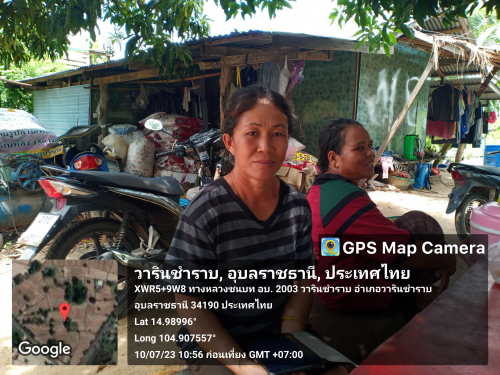 GPS Map Camera
วารินชำราบ, อุบลราชธานี, ประเทศไทย
XWR5+9W8 ทางหลวงชนบท อบ. 2003 วารินชำราบ อำเภอวารินชำราบ
อุบลราชธานี 34190 ประเทศไทย
Lat 14.98996°
Long 104.907557°
10/07/23 10:56 ก่อนเที่ยง GMT +07:00
Google